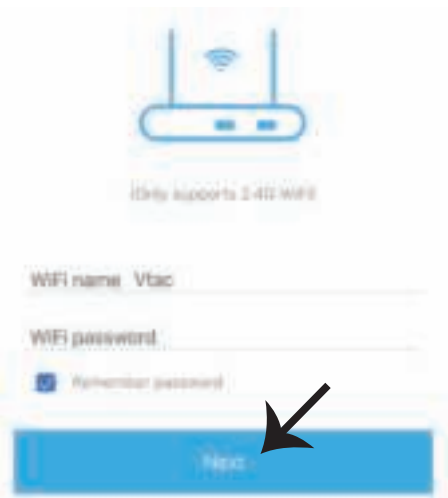 (Only supports 2.4G WiFi)
WiFi name Vtac
WiFi password
Remember password
Next